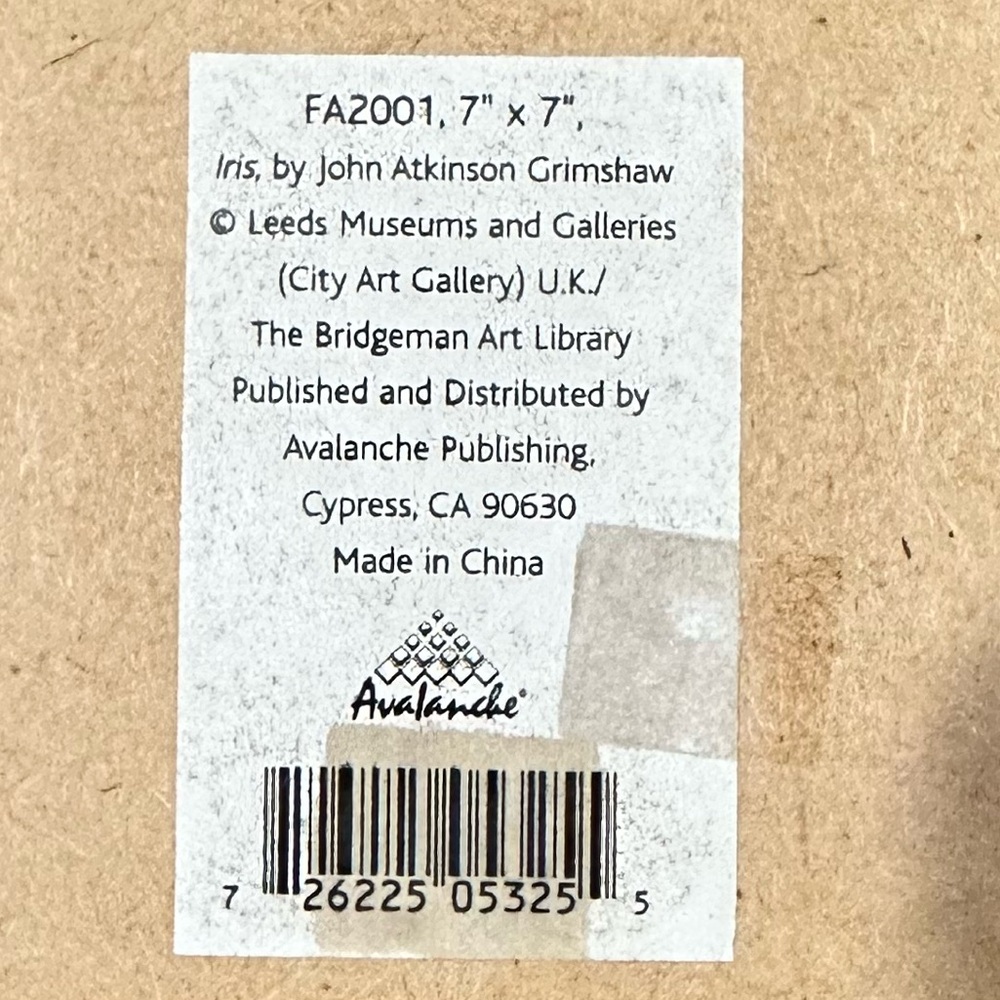 FA2001, 7" x 7",
Iris, by John Atkinson Grimshaw
© Leeds Museums and Galleries
(City Art Gallery) U.K./
The Bridgeman Art Library
Published and Distributed by
Avalanche Publishing,
Cypress, CA 90630
Made in China
Avalanche®
7 26225 05325 5